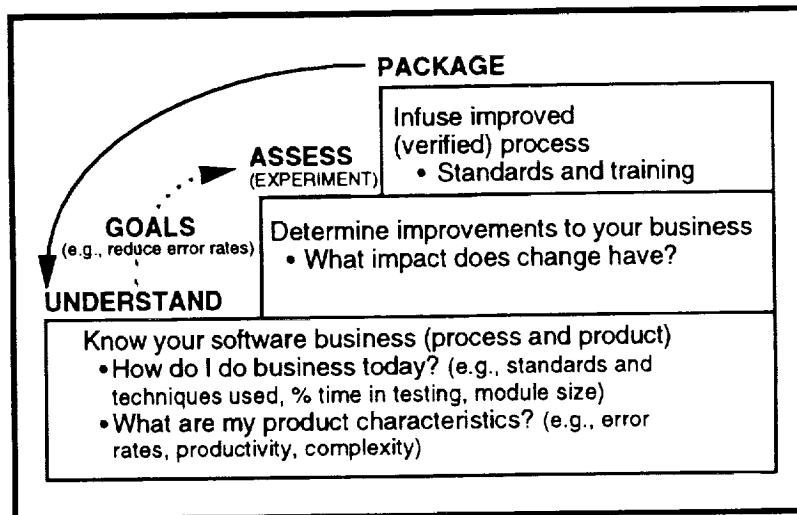 PACKAGE
Infuse improved
(verified) process
• Standards and training
ASSESS
(EXPERIMENT)
Determine improvements to your business
• What impact does change have?
GOALS
(e.g., reduce error rates)
UNDERSTAND
Know your software business (process and product)
• How do I do business today? (e.g., standards and
techniques used, % time in testing, module size)
• What are my product characteristics? (e.g., error
rates, productivity, complexity)